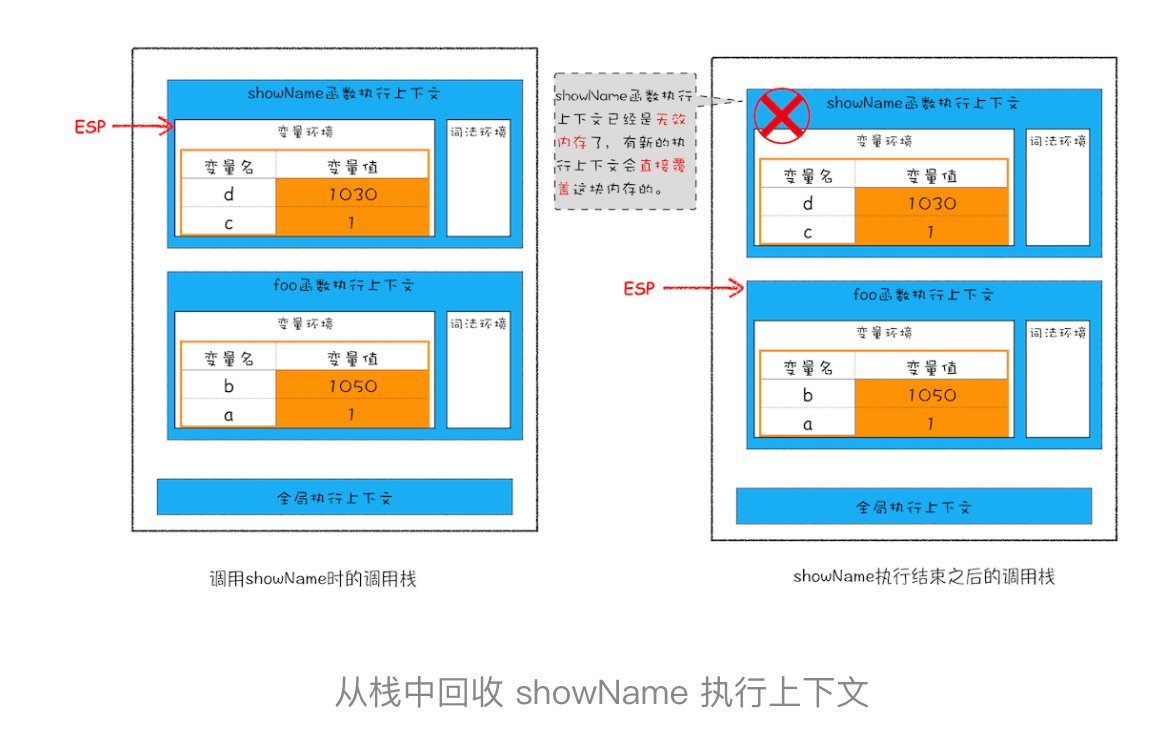 showName函数执行上下文
ESP
变量环境
词法环境
变量名 变量值
d 1030
c 1
foo函数执行上下文
变量环境
词法环境
变量名 变量值
b 1050
a 1
全局执行上下文
调用showName时的调用栈
showName函数执行
上下文已经是无效
内存了，有新的执
行上下文会直接覆
盖这块内存的。
showName函数执行上下文
变量环境
词法环境
变量名 变量值
d 1030
c 1
ESP
foo函数执行上下文
变量环境
词法环境
变量名 变量值
b 1050
a 1
全局执行上下文
showName执行结束之后的调用栈
从栈中回收 showName 执行上下文